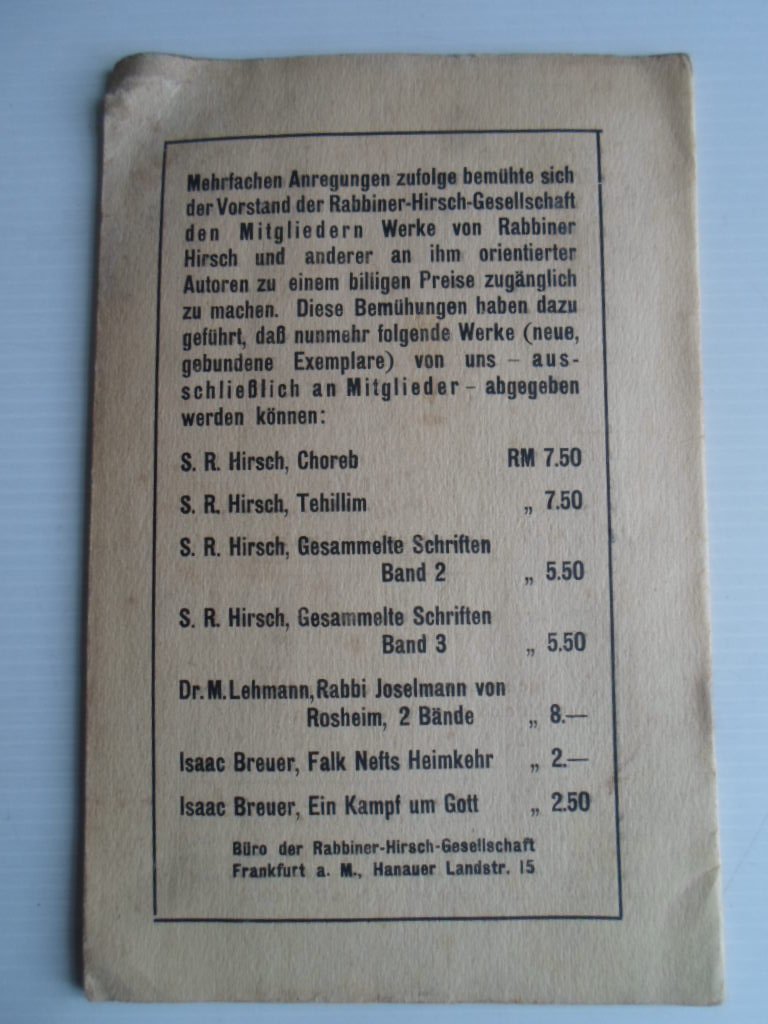 Mehrfachen Anregungen zufolge bemühte sich
der Vorstand der Rabbiner-Hirsch-Gesellschaft
den Mitgliedern Werke von Rabbiner
Hirsch und anderer an ihm orientierter
Autoren zu einem billigen Preise zugänglich
zu machen. Diese Bemühungen haben dazu
geführt, daß nunmehr folgende Werke (neue,
gebundene Exemplare) von uns – aus-
schließlich an Mitglieder – abgegeben
werden können:
S. R. Hirsch, Choreb RM 7.50
S. R. Hirsch, Tehillim „ 7.50
S. R. Hirsch, Gesammelte Schriften
Band 2 „ 5.50
S. R. Hirsch, Gesammelte Schriften
Band 3 „ 5.50
Dr. M. Lehmann, Rabbi Joselmann von
Rosheim, 2 Bände „ 8.—
Isaac Breuer, Falk Nefts Heimkehr „ 2.—
Isaac Breuer, Ein Kampf um Gott „ 2.50
Büro der Rabbiner-Hirsch-Gesellschaft
Frankfurt a. M., Hanauer Landstr. 15